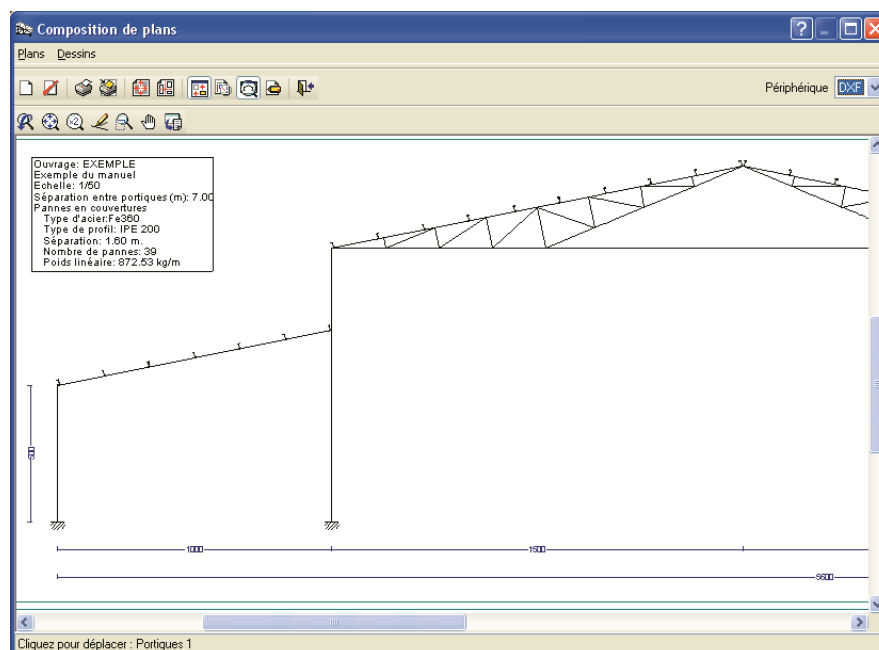 Composition de plans
Plans Dessins
Périphérique DXF
Ouvrage: EXEMPLE
Exemple du manuel
Echelle: 1/50
Séparation entre portiques (m): 7.00
Pannes en couvertures
Type d'acier:Fe360
Type de profil: IPE 200
Séparation: 1.60 m.
Nombre de pannes: 39
Poids linéaire: 872.53 kg/m
1000
1500
5600
Cliquez pour déplacer : Portiques 1